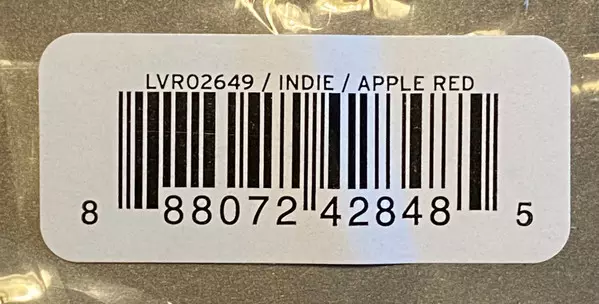 LVR02649 / INDIE / APPLE RED
8 88072 42848 5